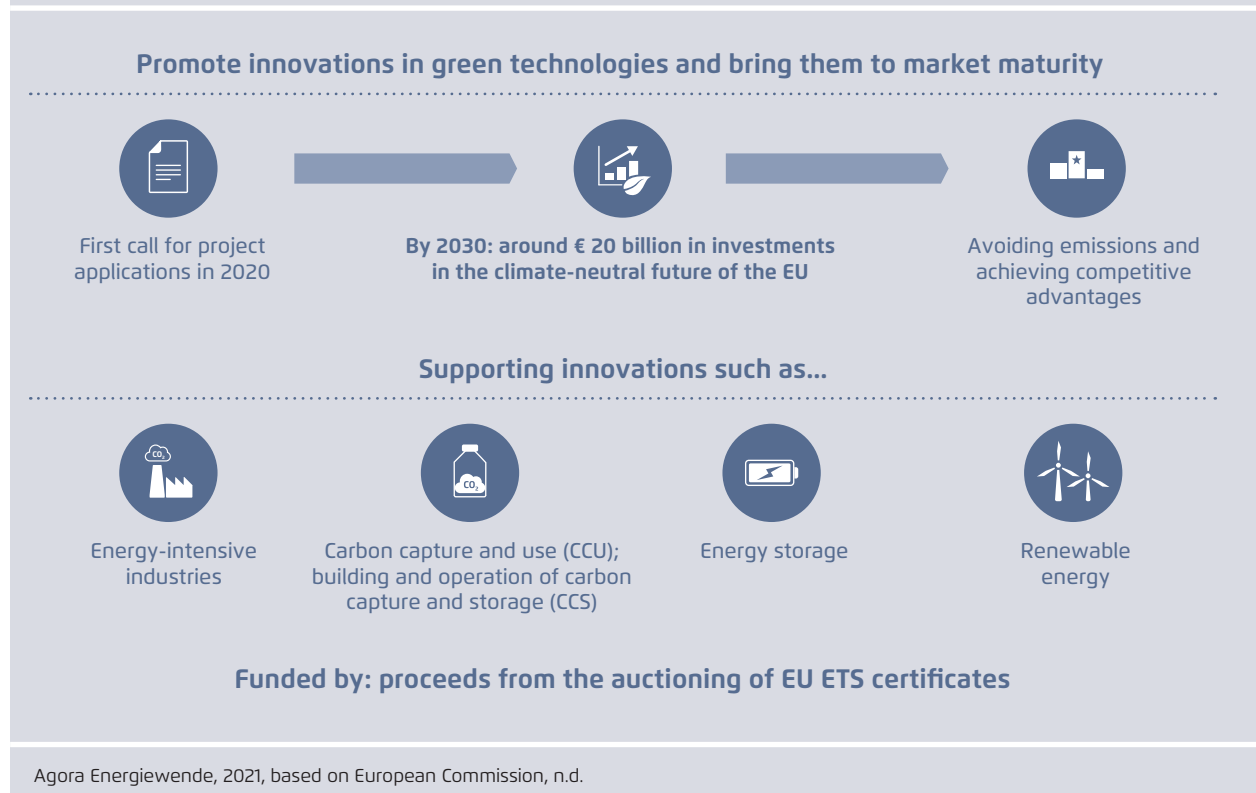 Promote innovations in green technologies and bring them to market maturity
First call for project
applications in 2020
By 2030: around € 20 billion in investments
in the climate-neutral future of the EU
Avoiding emissions and
achieving competitive
advantages
Supporting innovations such as...
CO₂
Energy-intensive
industries
CO₂
Carbon capture and use (CCU);
building and operation of carbon
capture and storage (CCS)
Energy storage
Renewable
energy
Funded by: proceeds from the auctioning of EU ETS certificates
Agora Energiewende, 2021, based on European Commission, n.d.